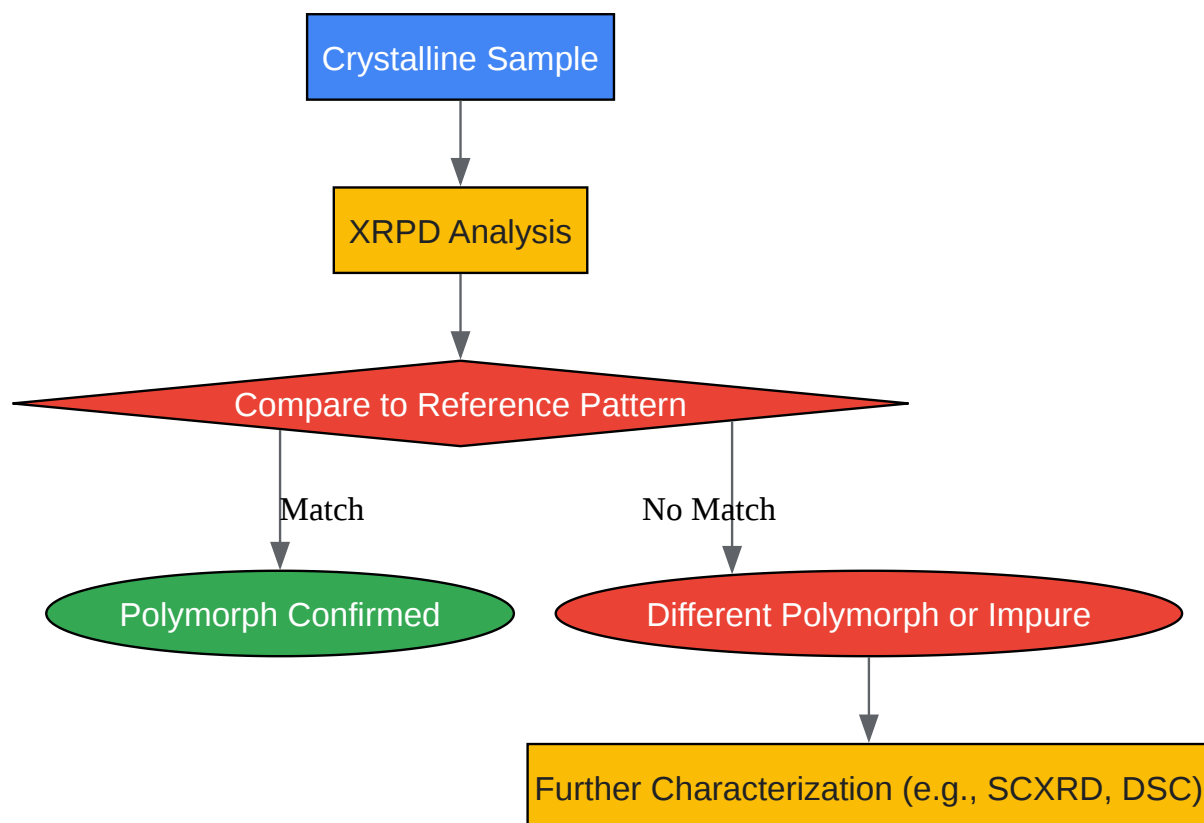 Crystalline Sample
XRPD Analysis
Compare to Reference Pattern
Match
No Match
Polymorph Confirmed
Different Polymorph or Impure
Further Characterization (e.g., SCXRD, DSC)